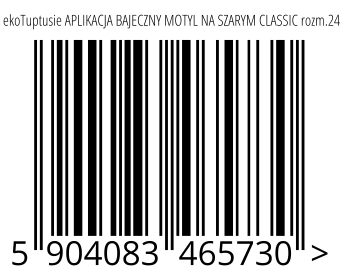 ekoTuptusie APLIKACJA BAJECZNY MOTYL NA SZARYM CLASSIC rozm.24
5 904083 465730 >